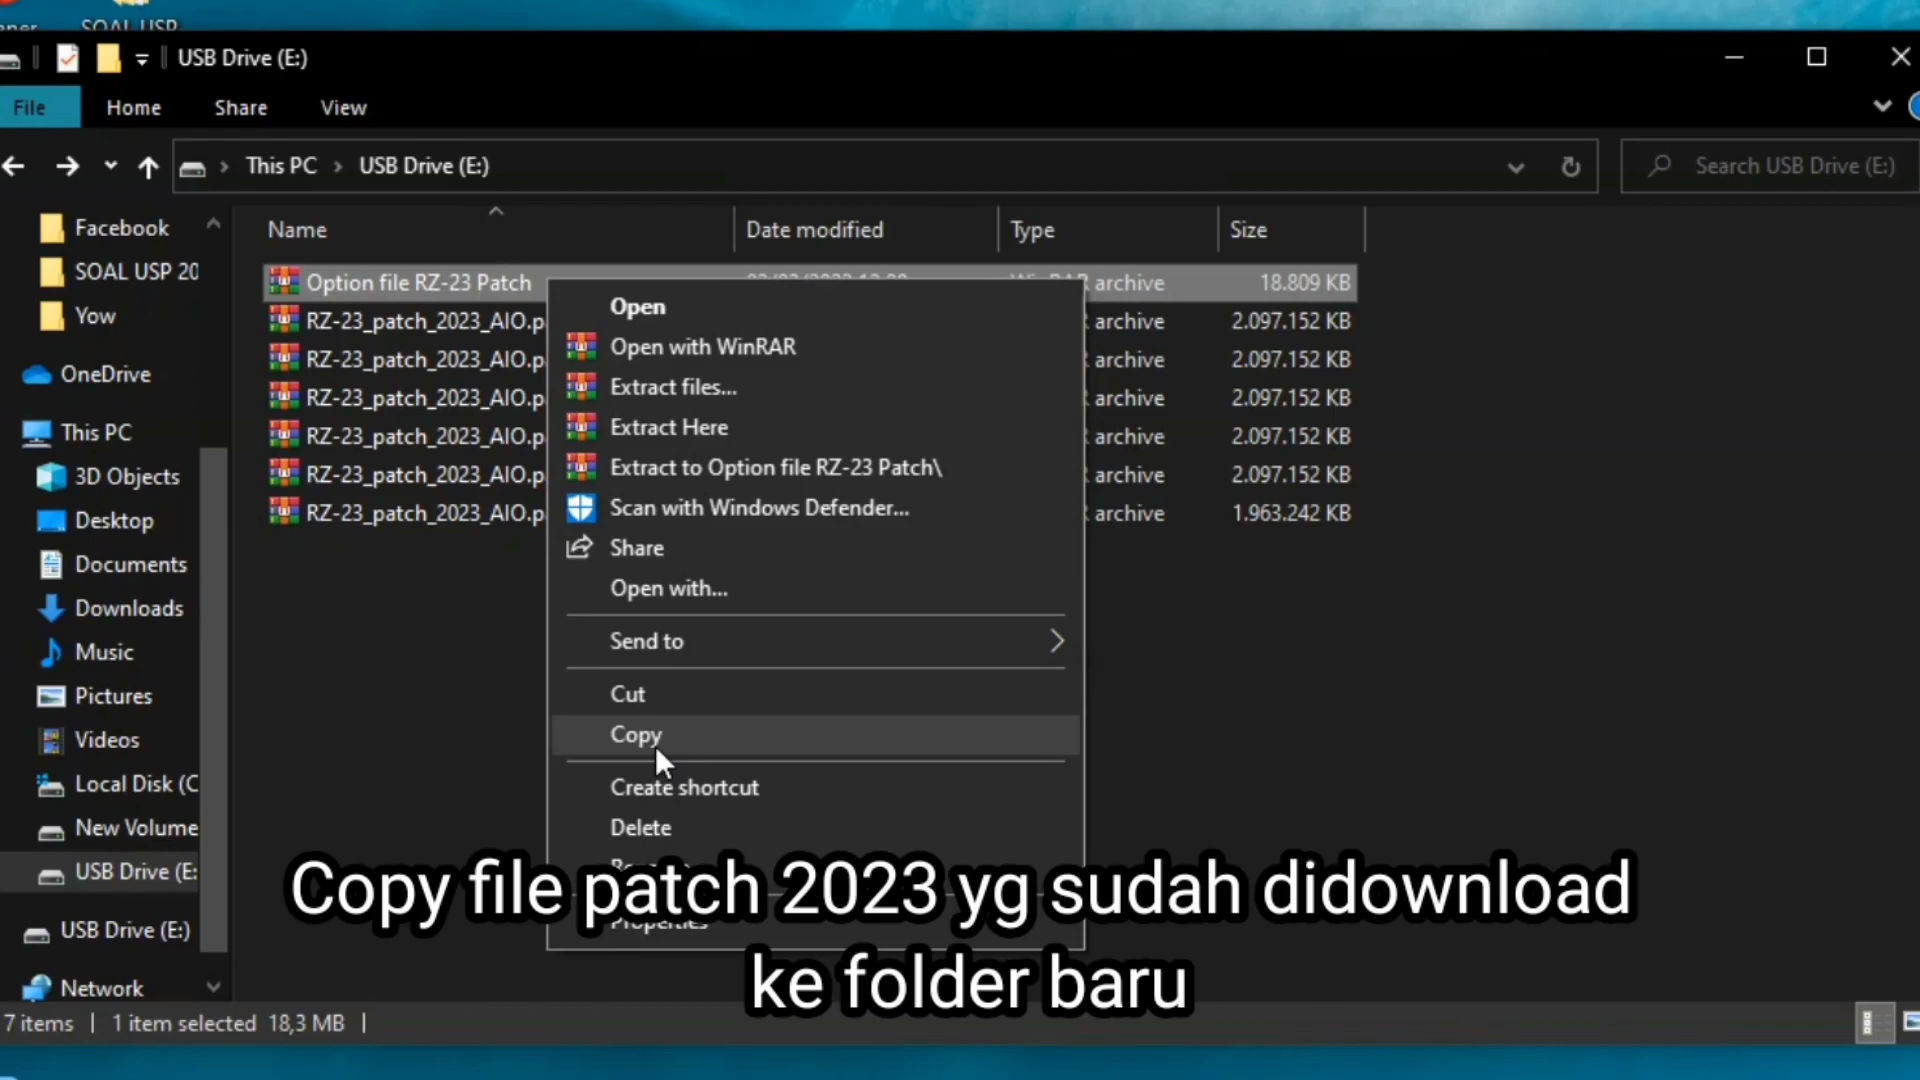 SOAL USP
USB Drive (E:)
File Home Share View
This PC USB Drive (E:) Search USB Drive (E:)
Facebook
SOAL USP 20
Yow
OneDrive
This PC
3D Objects
Desktop
Documents
Downloads
Music
Pictures
Videos
Local Disk (C
New Volume
USB Drive (E:
USB Drive (E:)
Network
Name Date modified Type Size
Option file RZ-23 Patch archive 18.809 KB
RZ-23_patch_2023_AIO.p archive 2.097.152 KB
RZ-23_patch_2023_AIO.p archive 2.097.152 KB
RZ-23_patch_2023_AIO.p archive 2.097.152 KB
RZ-23_patch_2023_AIO.p archive 2.097.152 KB
RZ-23_patch_2023_AIO.p archive 2.097.152 KB
RZ-23_patch_2023_AIO.p archive 1.963.242 KB
Open
Open with WinRAR
Extract files...
Extract Here
Extract to Option file RZ-23 Patch\
Scan with Windows Defender...
Share
Open with...
Send to
Cut
Copy
Create shortcut
Delete
Properties
Copy file patch 2023 yg sudah didownload
ke folder baru
7 items 1 item selected 18,3 MB